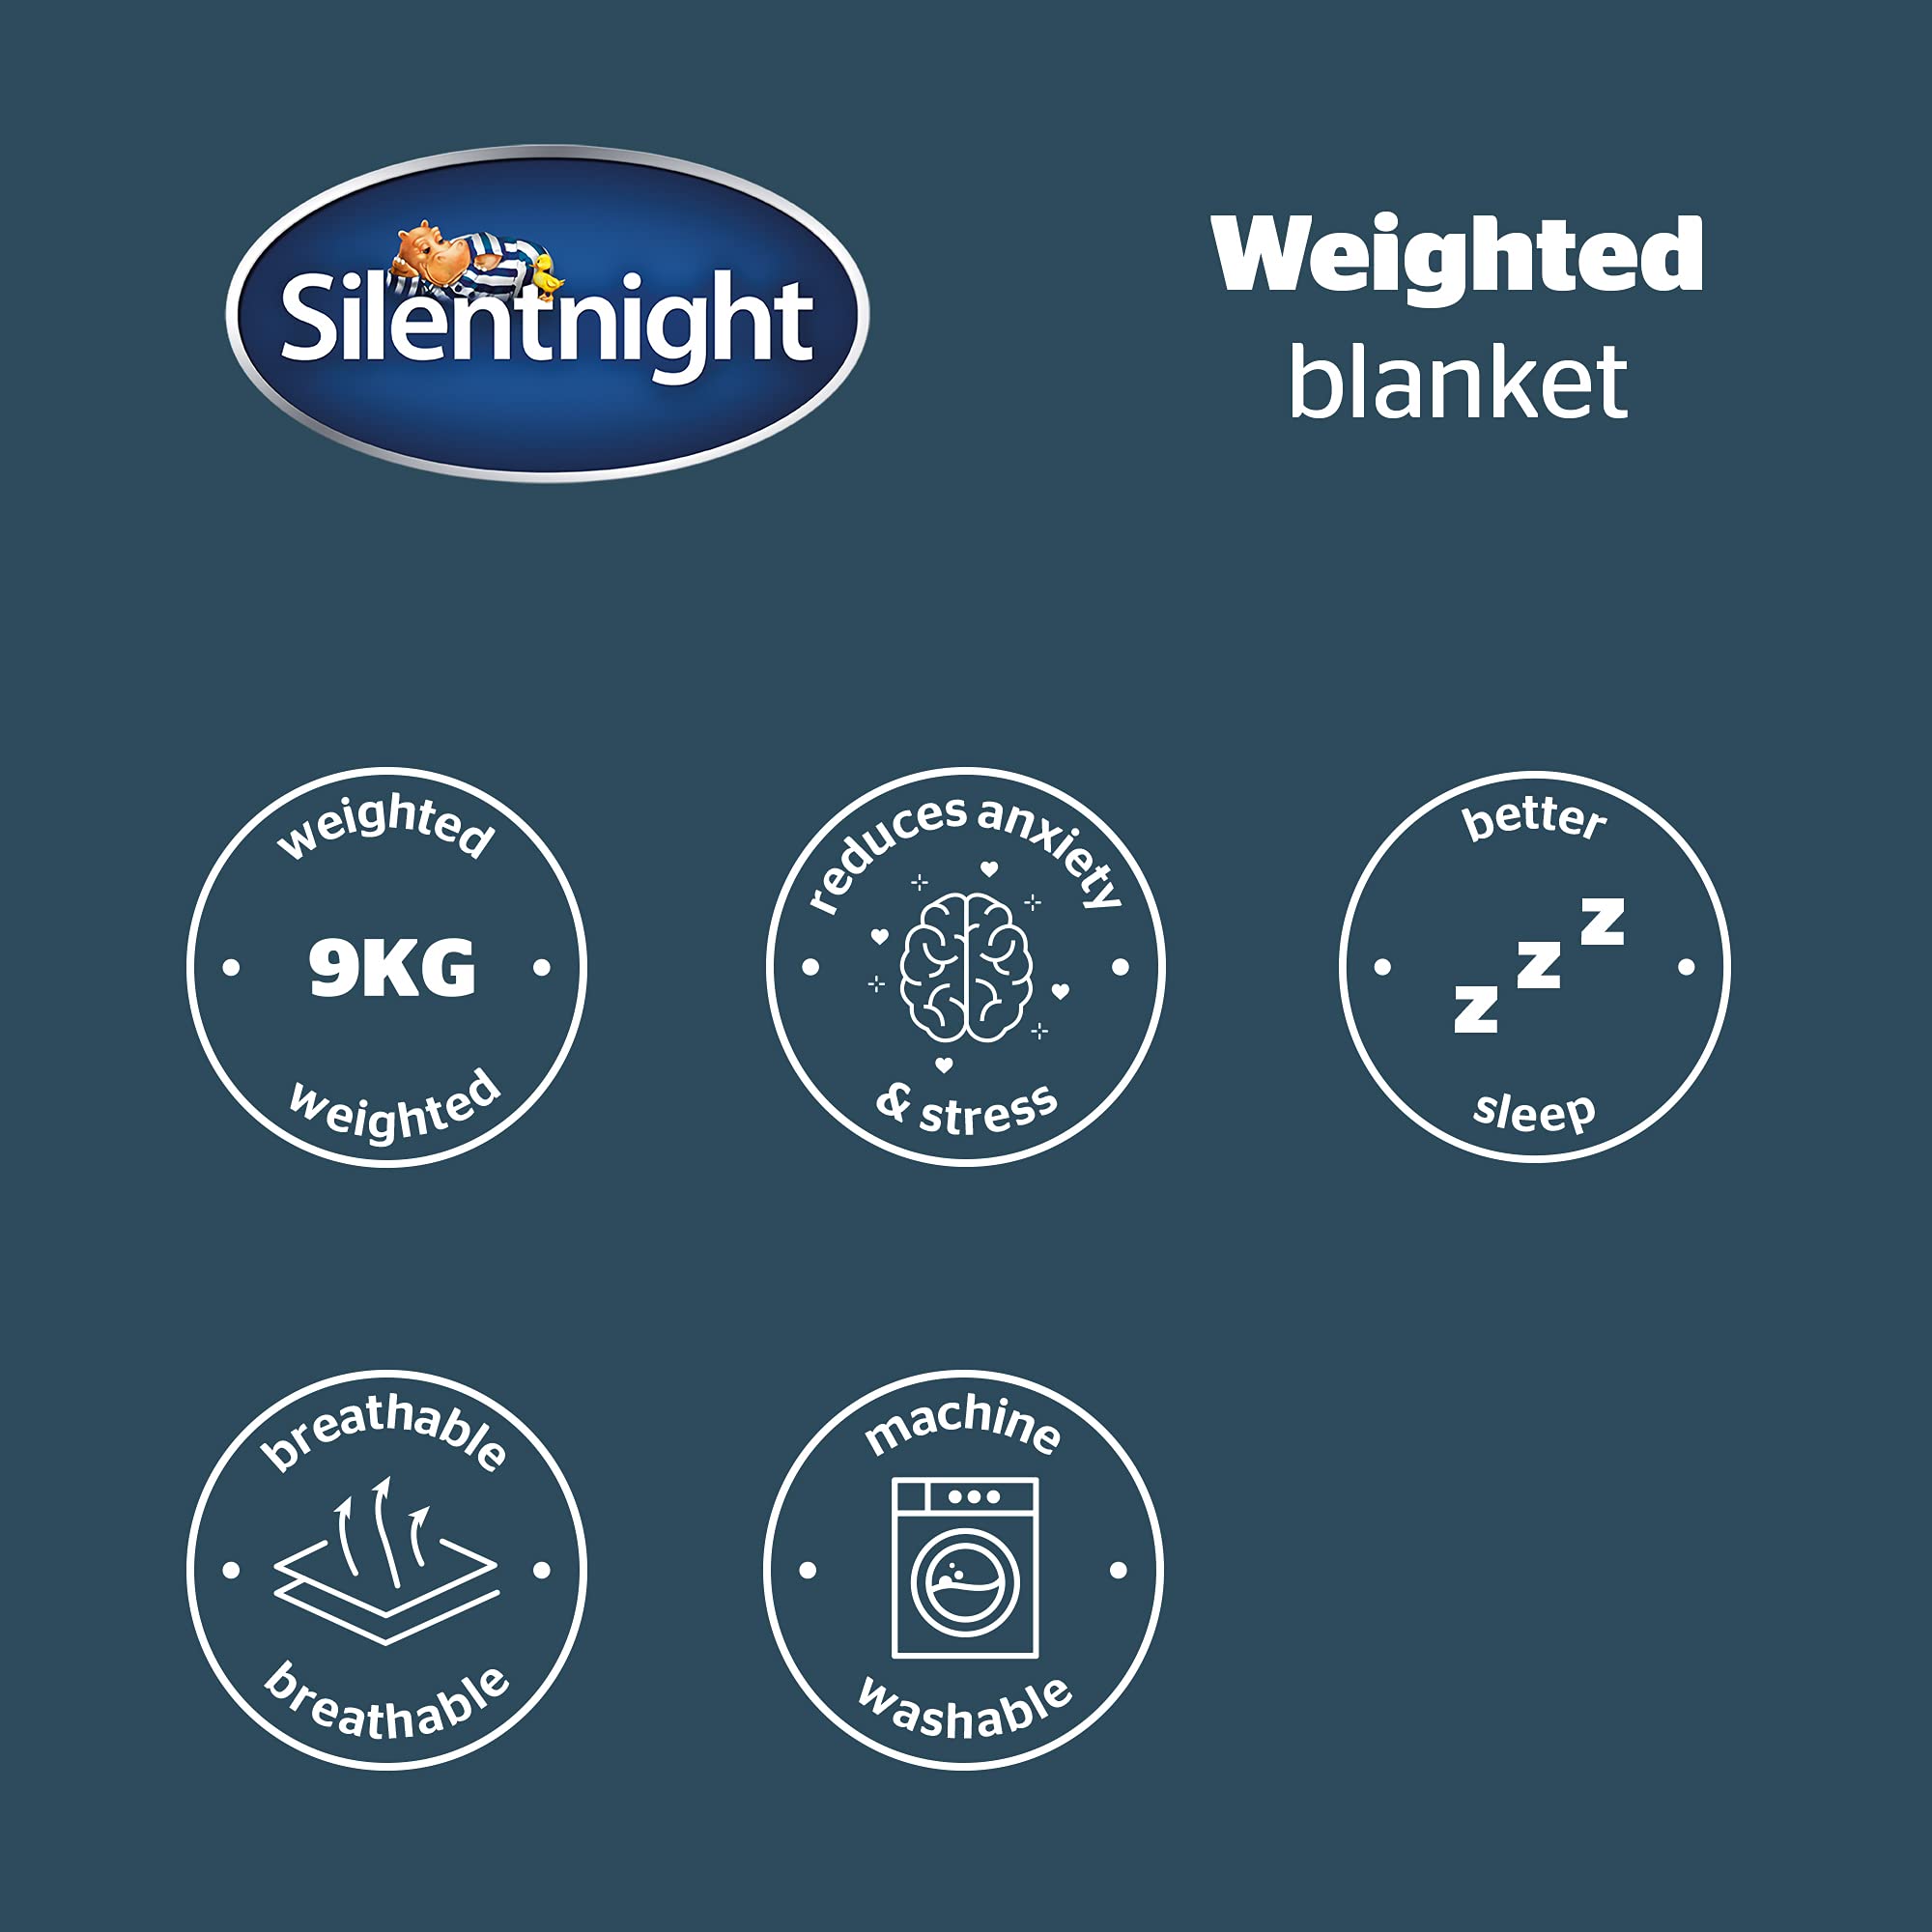 Silentnight
Weighted
blanket
weighted
9KG
weighted
reduces anxiety
& stress
better
z z z
sleep
breathable
breathable
machine
washable